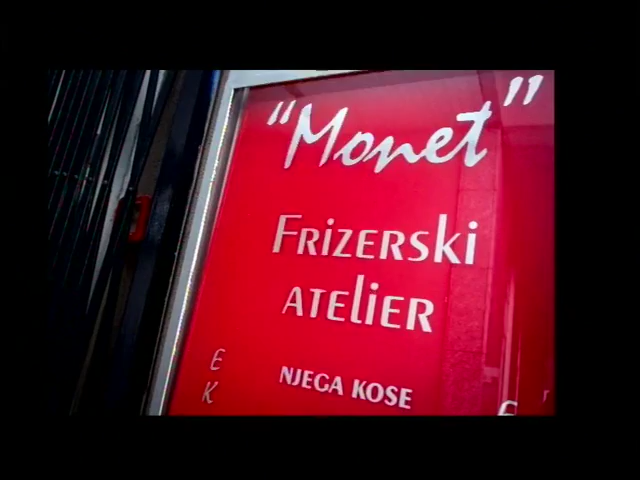 "Monet"
FRIZERSki
ATEliER
E
NJEGA KOSE
K